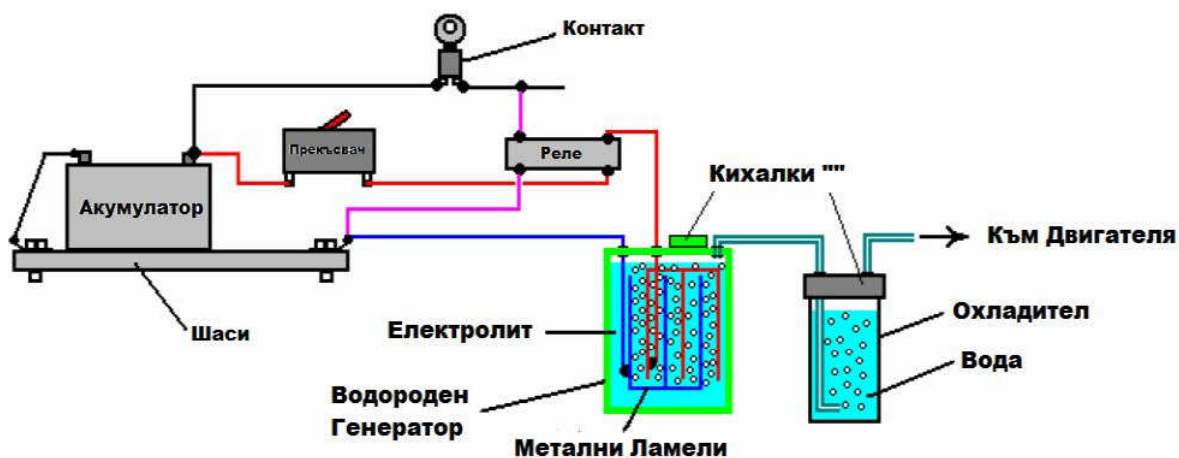 Контакт
Прекъсвач
Реле
Кихалки ""
Акумулатор
Към Двигателя
Шаси
Електролит
Охладител
Вода
Водороден
Генератор
Метални Ламели